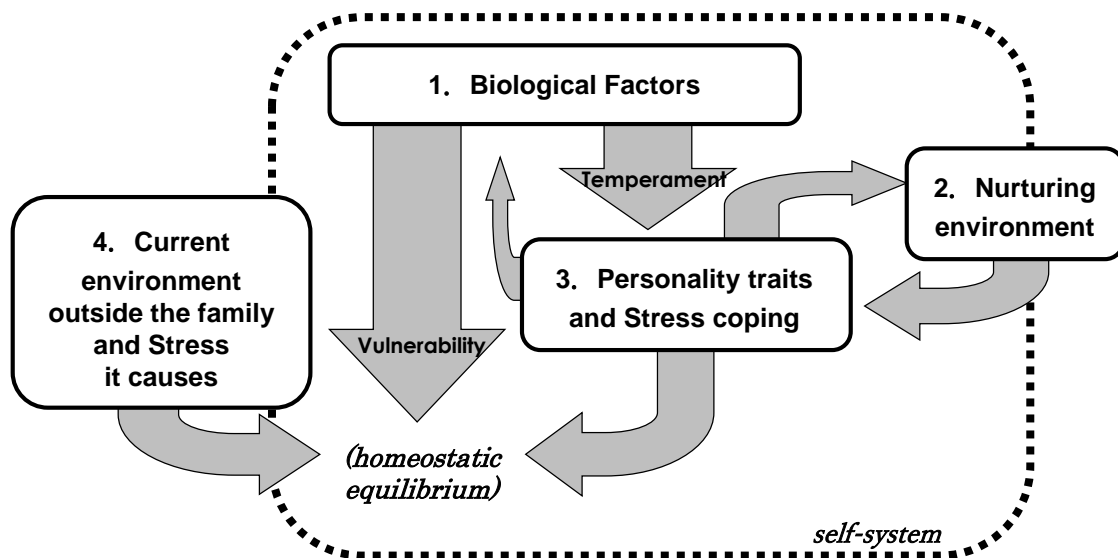 1. Biological Factors
Temperament
2. Nurturing
environment
4. Current
environment
outside the family
and Stress
it causes
3. Personality traits
and Stress coping
Vulnerability
(homeostatic
equilibrium)
self-system